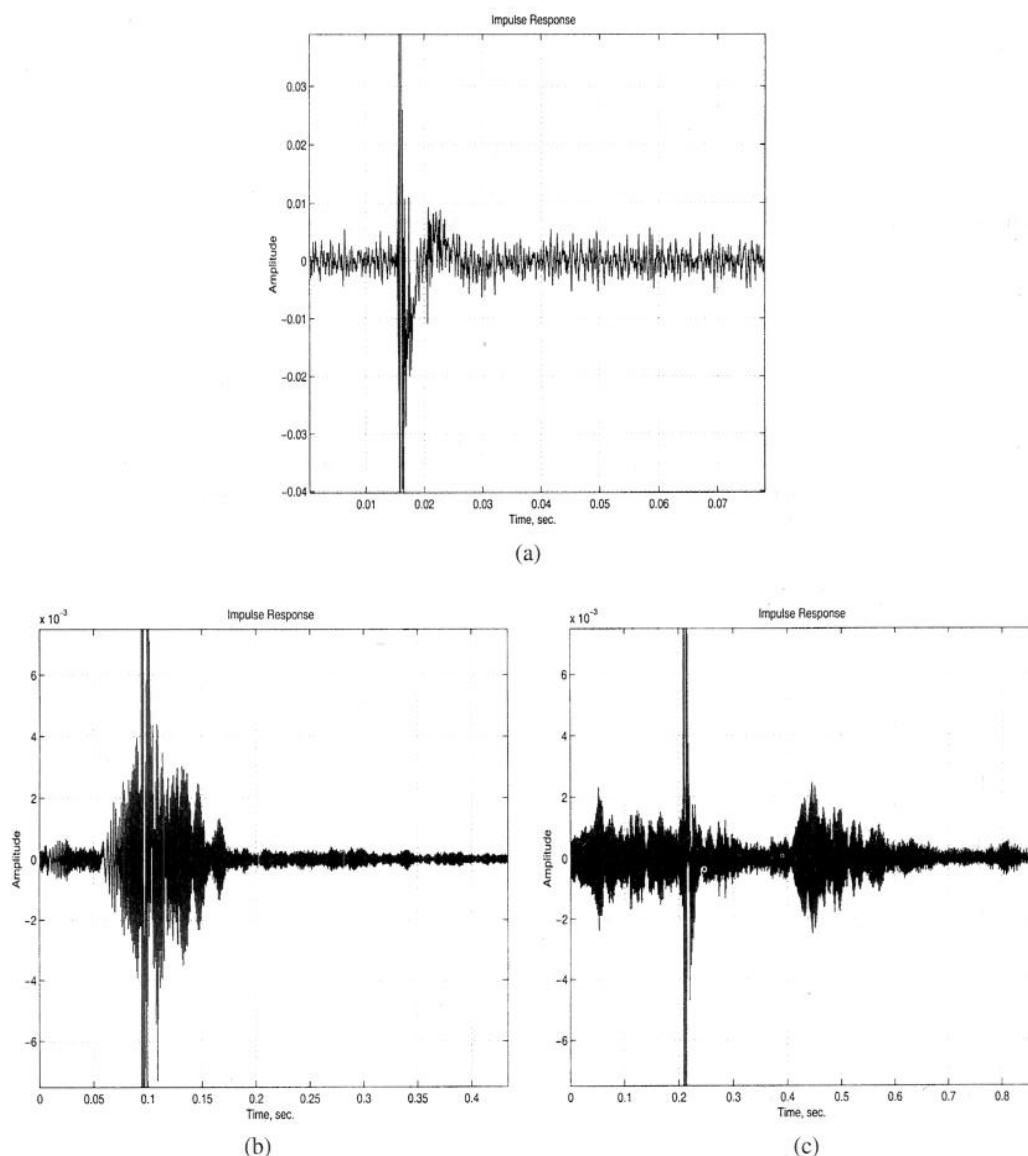 Impulse Response
0.03
0.02
0.01
0
−0.01
−0.02
−0.03
−0.04
Amplitude
0.01 0.02 0.03 0.04 0.05 0.06 0.07
Time, sec.
(a)
x 10⁻³
Impulse Response
6
4
2
0
−2
−4
−6
Amplitude
0 0.05 0.1 0.15 0.2 0.25 0.3 0.35 0.4
Time, sec.
(b)
x 10⁻³
Impulse Response
6
4
2
0
−2
−4
−6
Amplitude
0 0.1 0.2 0.3 0.4 0.5 0.6 0.7 0.8
Time, sec.
(c)